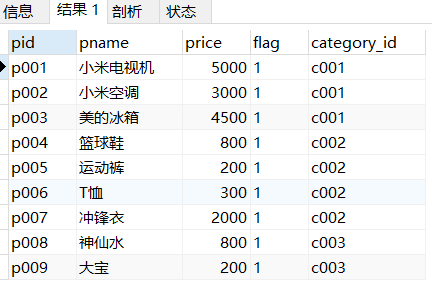 信息 结果 1 剖析 状态
pid pname price flag category_id
p001 小米电视机 5000 1 c001
p002 小米空调 3000 1 c001
p003 美的冰箱 4500 1 c001
p004 篮球鞋 800 1 c002
p005 运动裤 200 1 c002
p006 T恤 300 1 c002
p007 冲锋衣 2000 1 c002
p008 神仙水 800 1 c003
p009 大宝 200 1 c003